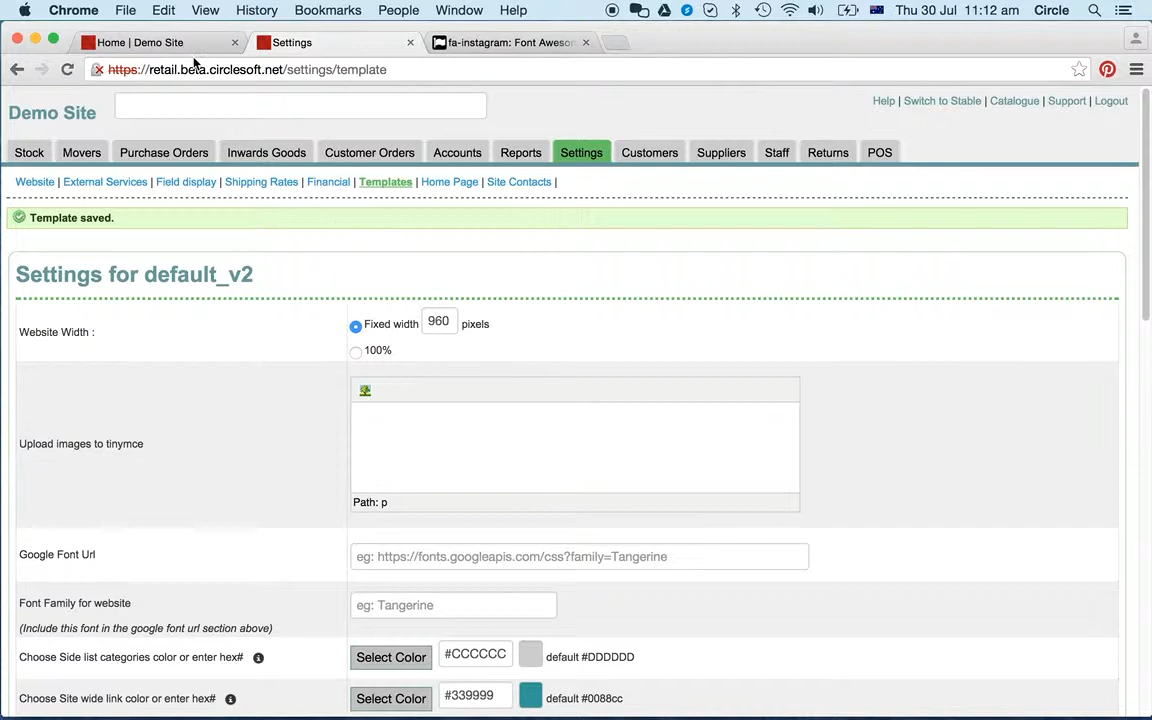 Chrome File Edit View History Bookmarks People Window Help Thu 30 Jul 11:12 am Circle
Home | Demo Site Settings fa-instagram: Font Aweson
https://retail.beta.circlesoft.net/settings/template
Demo Site
Help | Switch to Stable | Catalogue | Support | Logout
Stock Movers Purchase Orders Inwards Goods Customer Orders Accounts Reports Settings Customers Suppliers Staff Returns POS
Website | External Services | Field display | Shipping Rates | Financial | Templates | Home Page | Site Contacts |
Template saved.
Settings for default_v2
Website Width :
Fixed width 960 pixels
100%
Upload images to tinymce
Path: p
Google Font Url
eg: https://fonts.googleapis.com/css?family=Tangerine
Font Family for website
(Include this font in the google font url section above)
eg: Tangerine
Choose Side list categories color or enter hex#
Select Color #CCCCCC default #DDDDDD
Choose Site wide link color or enter hex#
Select Color #339999 default #0088cc